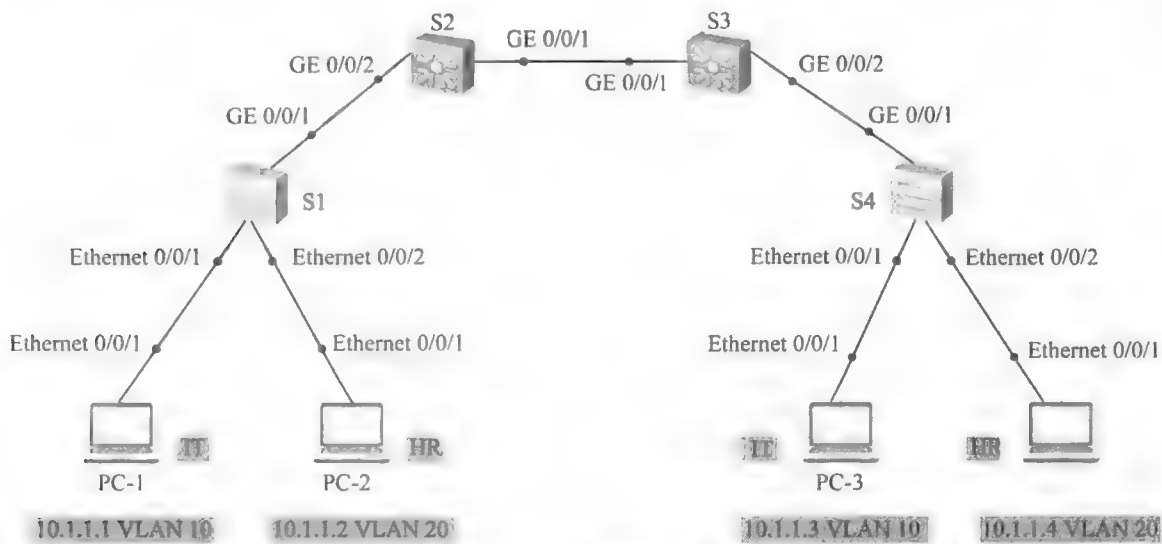 S2
S3
GE 0/0/1
GE 0/0/2
GE 0/0/2
GE 0/0/1
GE 0/0/1
GE 0/0/1
S1
S4
Ethernet 0/0/1
Ethernet 0/0/2
Ethernet 0/0/1
Ethernet 0/0/2
Ethernet 0/0/1
Ethernet 0/0/1
Ethernet 0/0/1
Ethernet 0/0/1
IT
HR
IT
HR
PC-1
PC-2
PC-3
10.1.1.1 VLAN 10
10.1.1.2 VLAN 20
10.1.1.3 VLAN 10
10.1.1.4 VLAN 20